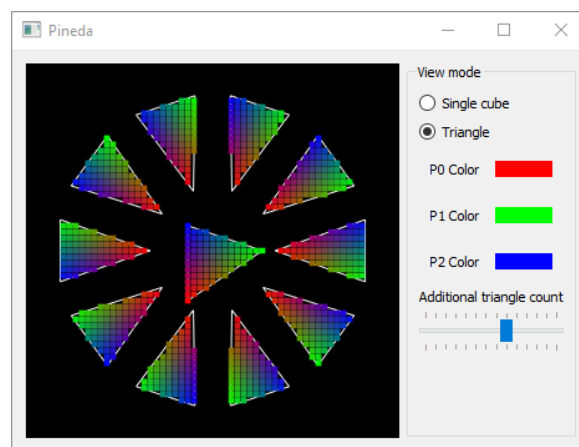 Pineda
View mode
Single cube
Triangle
P0 Color
P1 Color
P2 Color
Additional triangle count